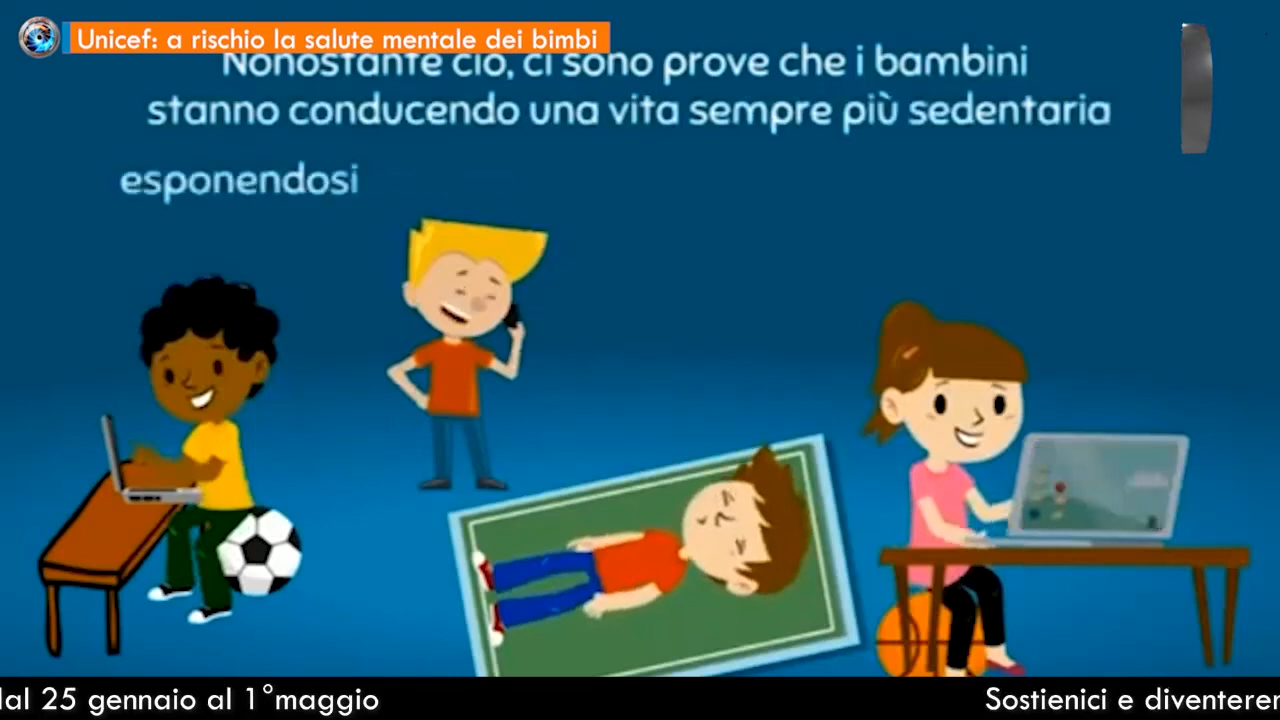 Unicef: a rischio la salute mentale dei bimbi
Nonostante ciò, ci sono prove che i bambini
stanno conducendo una vita sempre più sedentaria
esponendosi
dal 25 gennaio al 1°maggio
Sostienici e diventerem